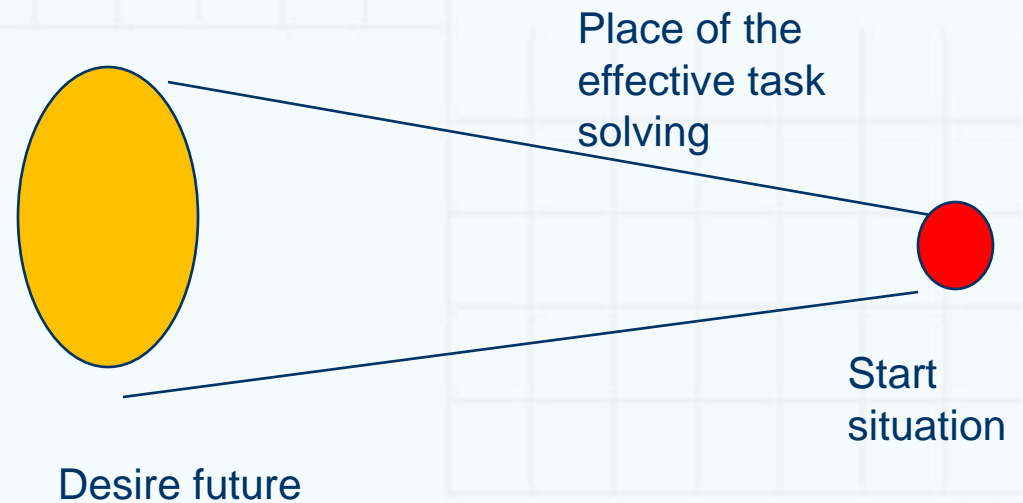 Place of the
effective task
solving
Start
situation
Desire future